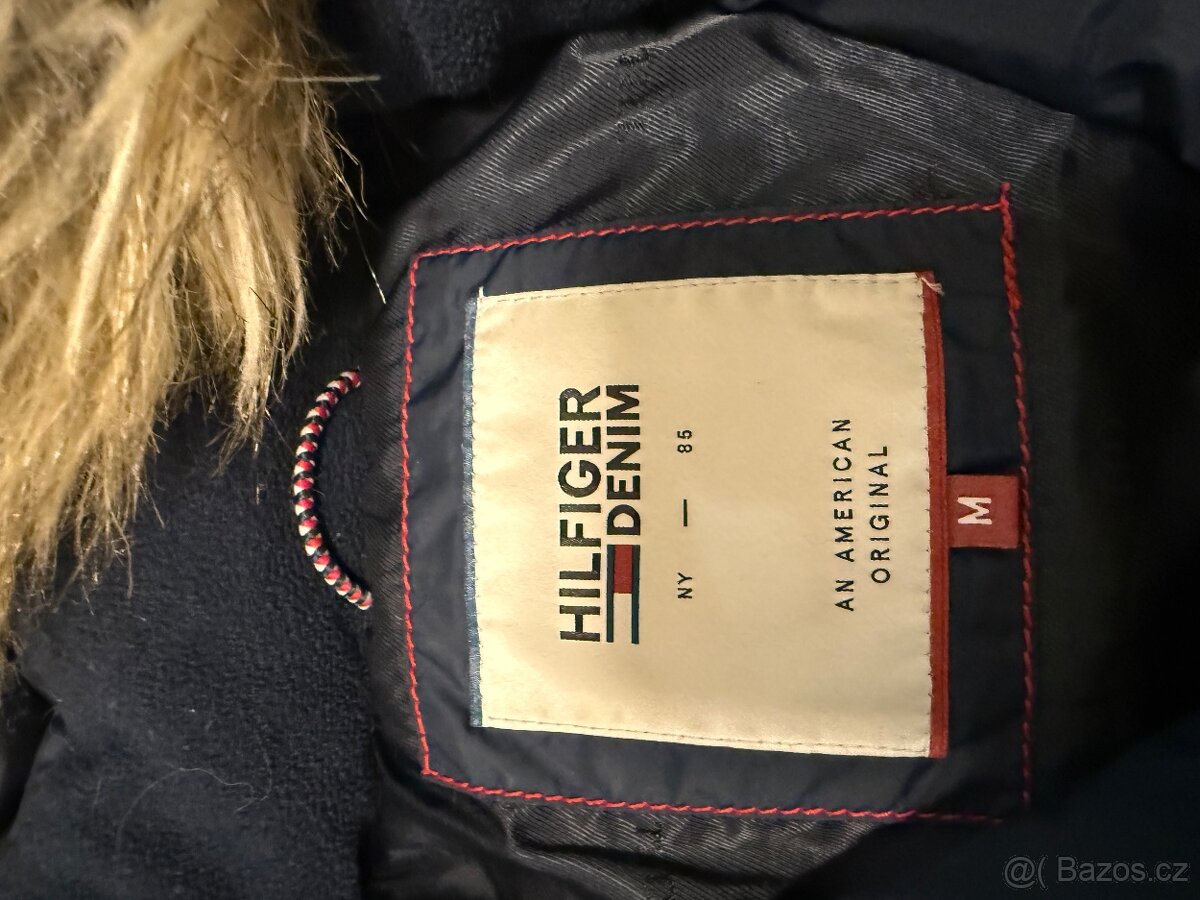 HILFIGER
DENIM
NY — 85
AN AMERICAN
ORIGINAL
M
@( Bazos.cz